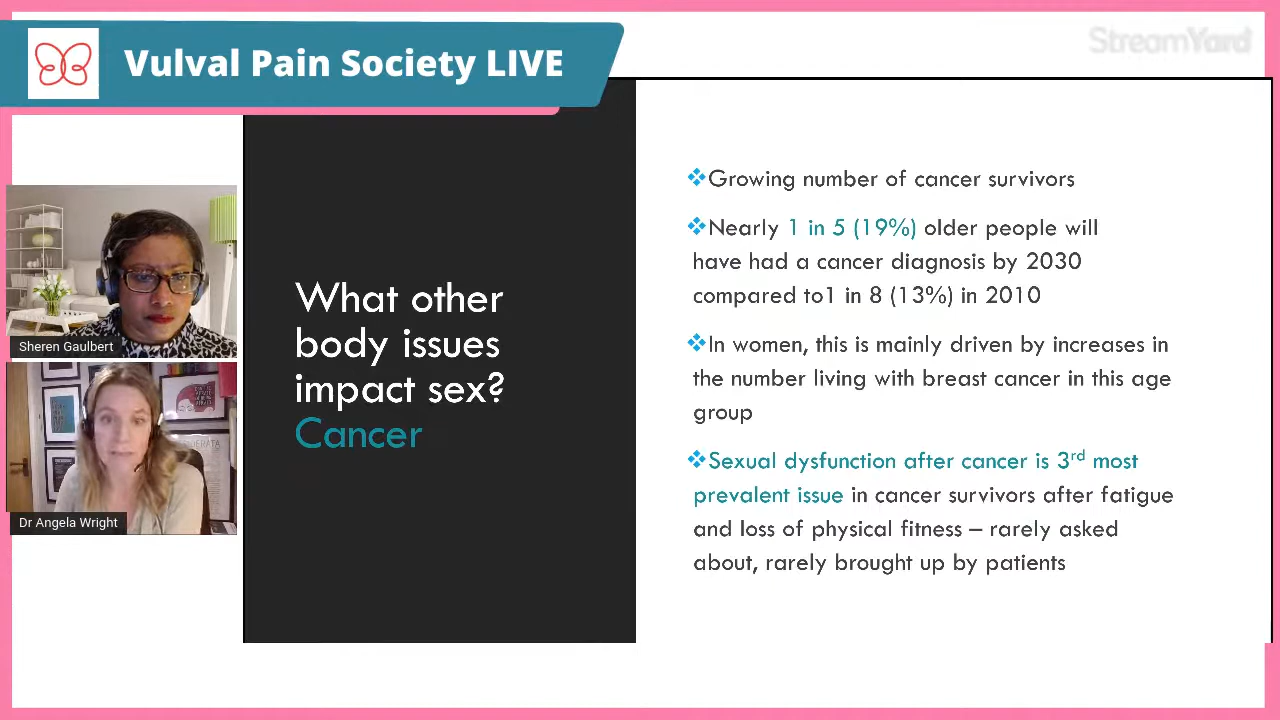 Vulval Pain Society LIVE
StreamYard
Sheren Gaulbert
Dr Angela Wright
What other
body issues
impact sex?
Cancer
❖Growing number of cancer survivors
❖Nearly 1 in 5 (19%) older people will
have had a cancer diagnosis by 2030
compared to1 in 8 (13%) in 2010
❖In women, this is mainly driven by increases in
the number living with breast cancer in this age
group
❖Sexual dysfunction after cancer is 3rd most
prevalent issue in cancer survivors after fatigue
and loss of physical fitness – rarely asked
about, rarely brought up by patients